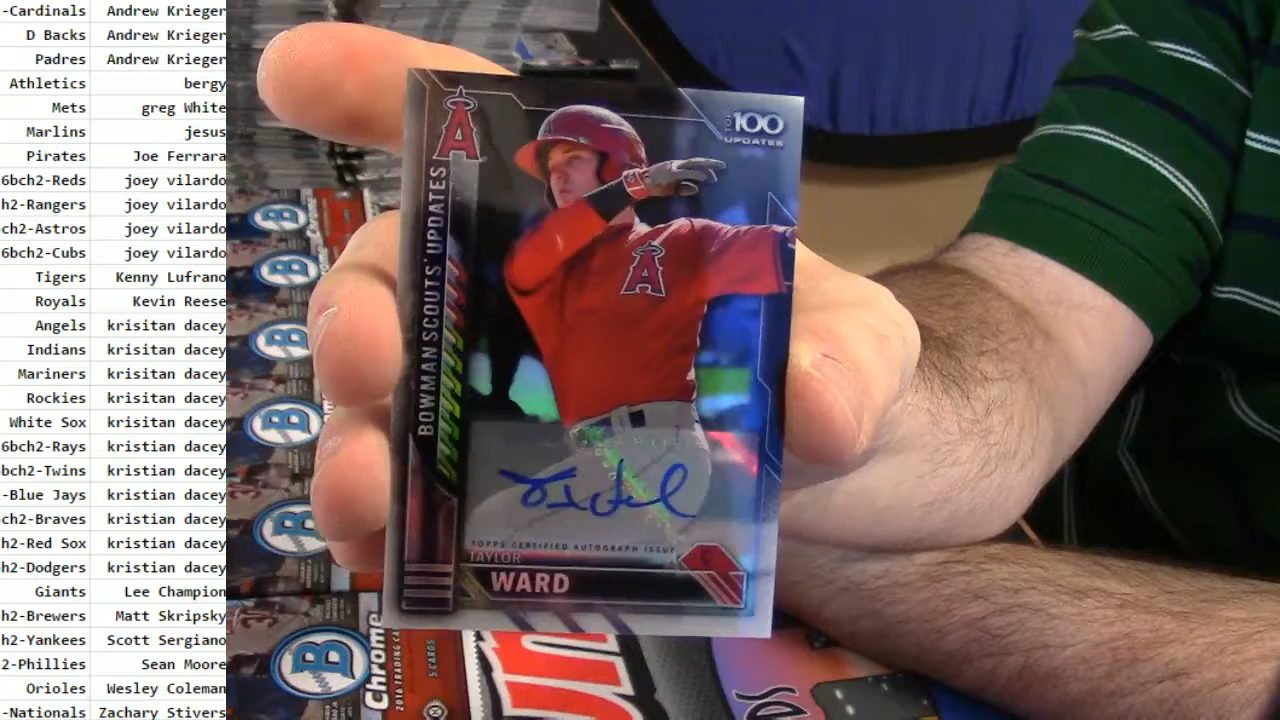 -Cardinals Andrew Krieger
D Backs Andrew Krieger
Padres Andrew Krieger
Athletics bergy
Mets greg White
Marlins jesus
Pirates Joe Ferrara
6bch2-Reds joey vilardo
h2-Rangers joey vilardo
ch2-Astros joey vilardo
6bch2-Cubs joey vilardo
Tigers Kenny Lufrano
Royals Kevin Reese
Angels krisitan dacey
Indians krisitan dacey
Mariners krisitan dacey
Rockies krisitan dacey
White Sox krisitan dacey
6bch2-Rays kristian dacey
bch2-Twins kristian dacey
-Blue Jays kristian dacey
ch2-Braves kristian dacey
h2-Red Sox kristian dacey
h2-Dodgers kristian dacey
Giants Lee Champion
h2-Brewers Matt Skripsky
h2-Yankees Scott Sergiano
2-Phillies Sean Moore
Orioles Wesley Coleman
-Nationals Zachary Stivers
A
TOP 100
UPDATES
BOWMAN SCOUTS' UPDATES
A
TOPPS CERTIFIED AUTOGRAPH ISSUE
TAYLOR
WARD
B
B
B
B
B
B
Chrome
2016 TRADING CA
5 CARDS